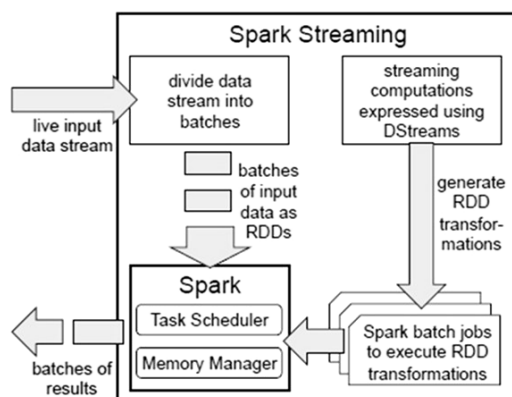 Spark Streaming
divide data
stream into
batches
streaming
computations
expressed using
DStreams
live input
data stream
batches
of input
data as
RDDs
generate
RDD
transfor-
mations
Spark
Task Scheduler
Memory Manager
Spark batch jobs
to execute RDD
transformations
batches of
results